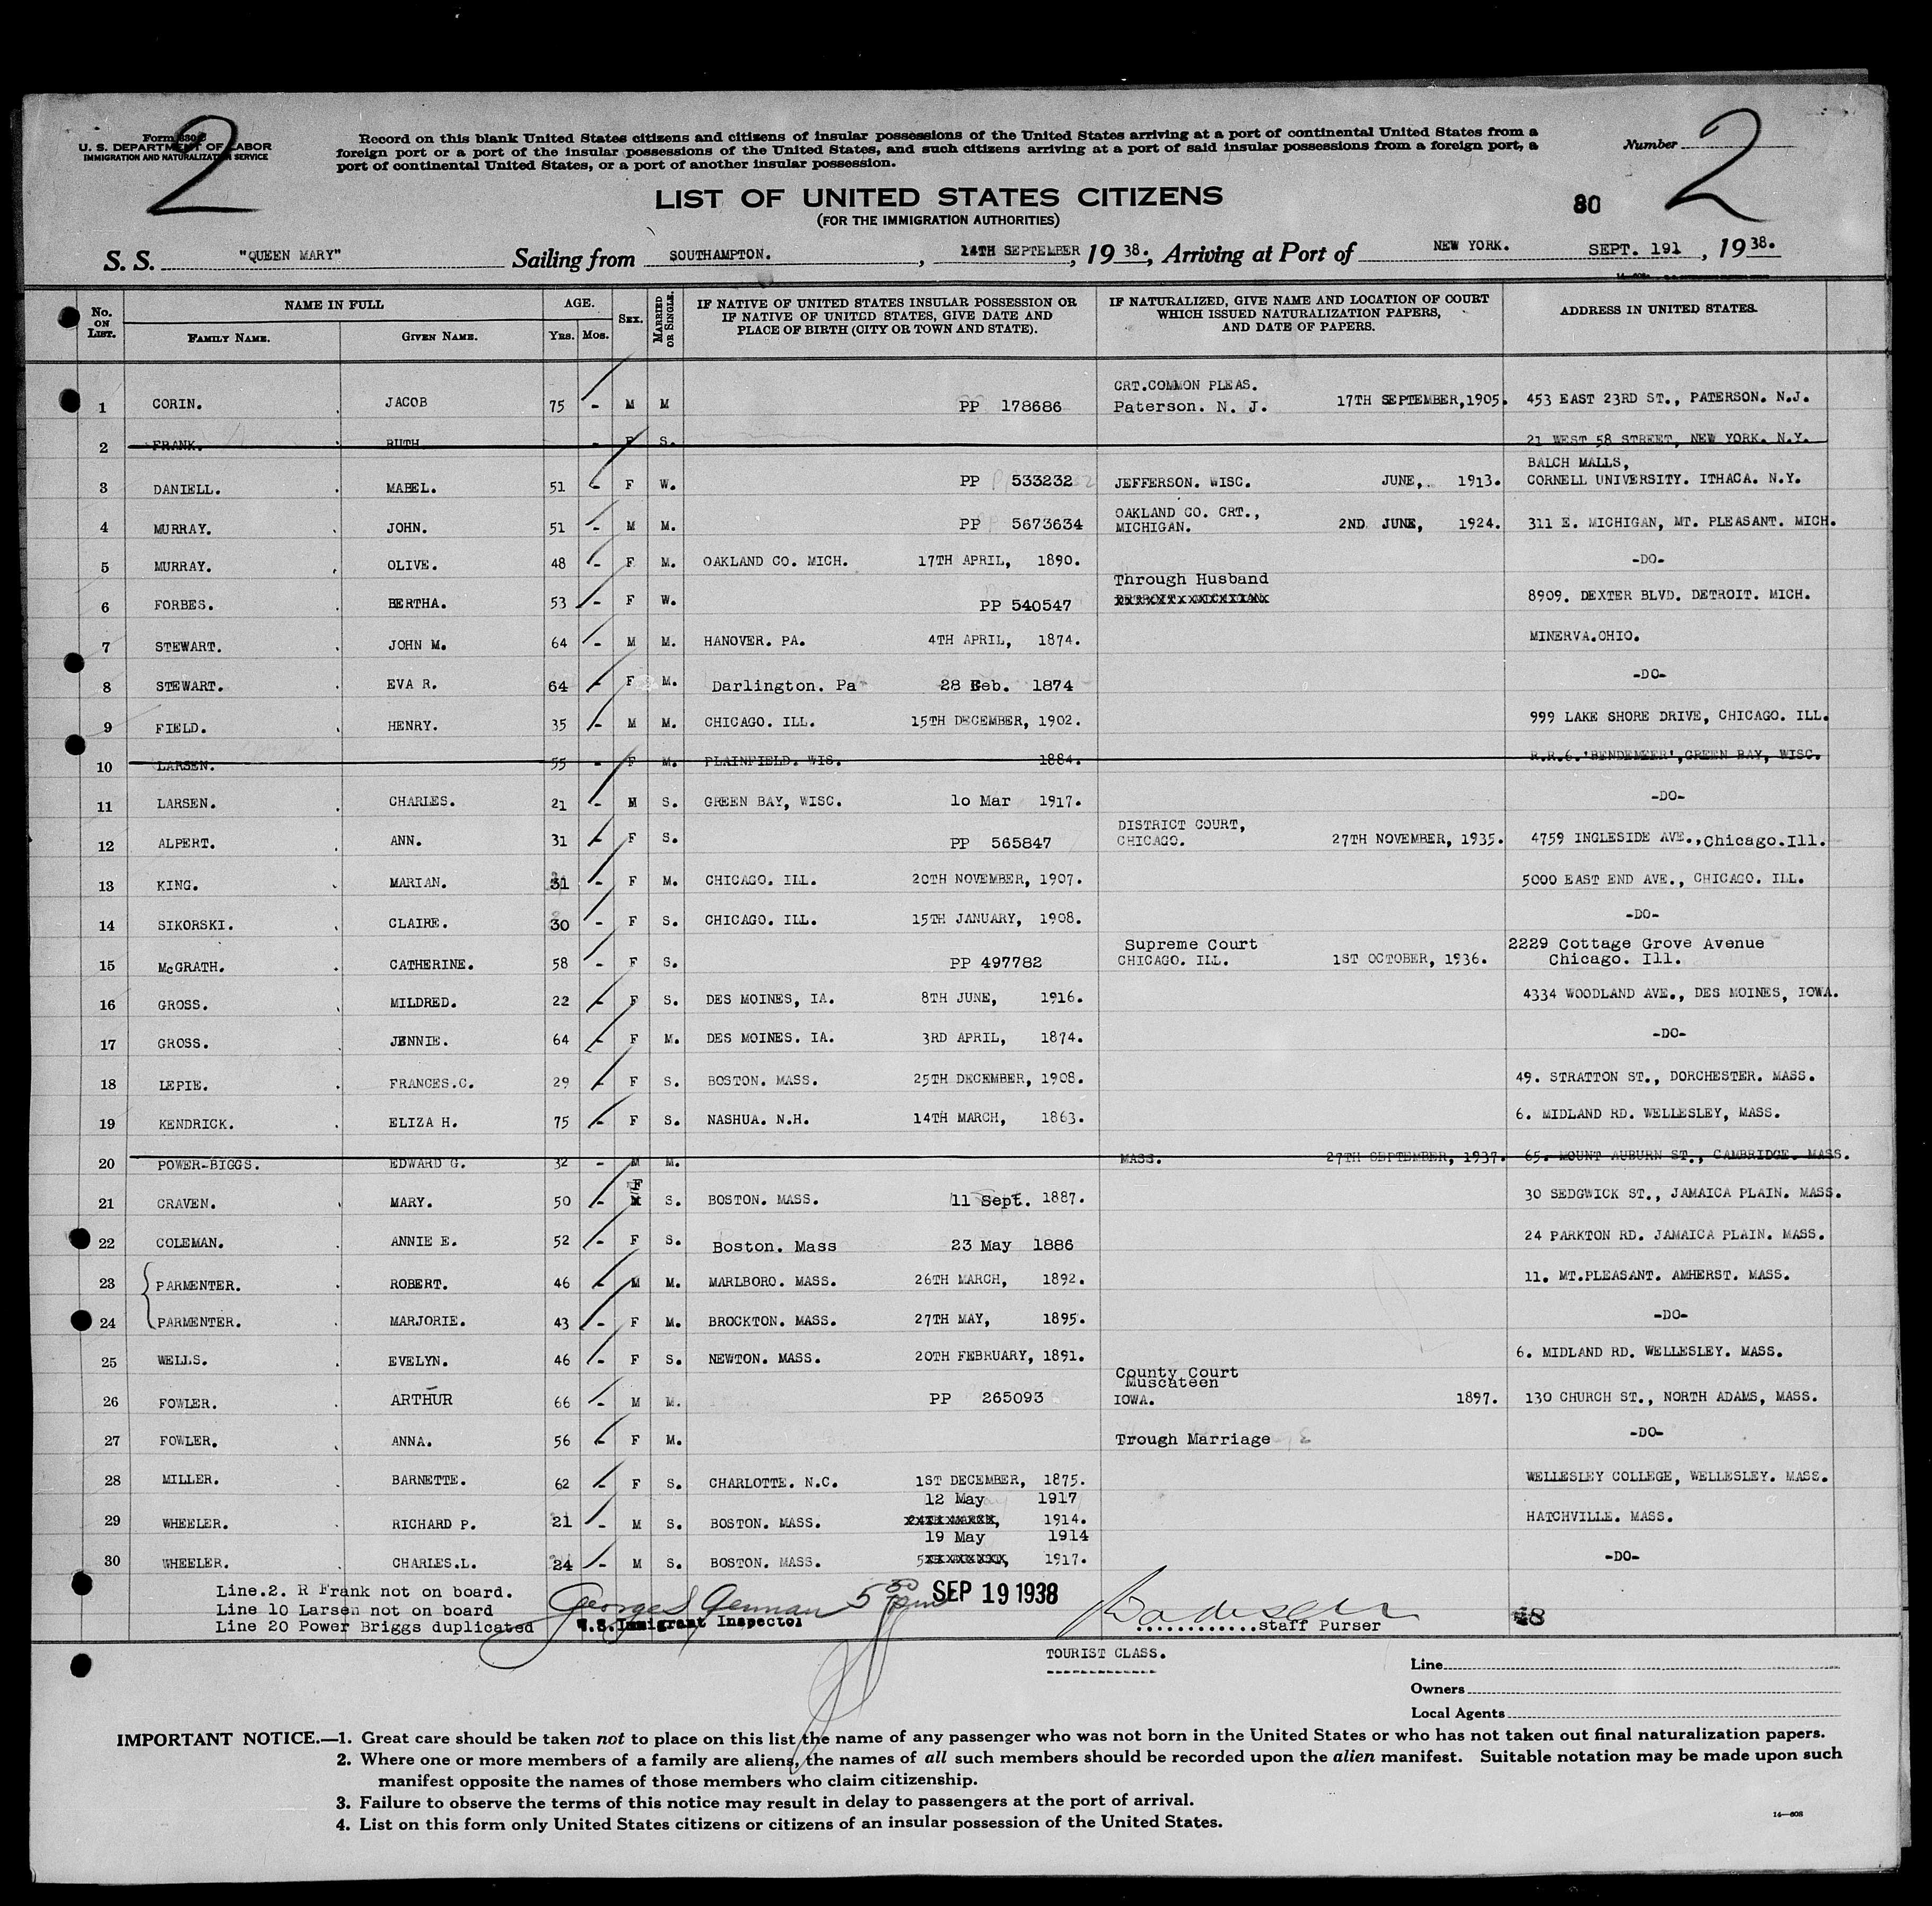 Form 630
U. S. DEPARTMENT OF LABOR
IMMIGRATION AND NATURALIZATION SERVICE
2
Record on this blank United States citizens and citizens of insular possessions of the United States arriving at a port of continental United States from a
foreign port or a port of the insular possessions of the United States, and such citizens arriving at a port of said insular possessions from a foreign port, a
port of continental United States, or a port of another insular possession.
Number 2
LIST OF UNITED STATES CITIZENS
(FOR THE IMMIGRATION AUTHORITIES)
80
S. S. "QUEEN MARY" Sailing from SOUTHAMPTON. , 14TH SEPTEMBER, 1938., Arriving at Port of NEW YORK. SEPT. 191 , 1938.
No. ON LIST. NAME IN FULL FAMILY NAME. GIVEN NAME. AGE. YRS. MOS. SEX. MARRIED OR SINGLE. IF NATIVE OF UNITED STATES INSULAR POSSESSION OR IF NATIVE OF UNITED STATES, GIVE DATE AND PLACE OF BIRTH (CITY OR TOWN AND STATE). IF NATURALIZED, GIVE NAME AND LOCATION OF COURT WHICH ISSUED NATURALIZATION PAPERS, AND DATE OF PAPERS. ADDRESS IN UNITED STATES.
1 CORIN. JACOB 75 - M M PP 178686 CRT.COMMON PLEAS. Paterson. N. J. 17TH SEPTEMBER,1905. 453 EAST 23RD ST., PATERSON. N.J.
2 FRANK. RUTH - F S. 21 WEST 58 STREET, NEW YORK. N.Y.
3 DANIELL. MABEL. 51 - F W. PP 533232 JEFFERSON. WISC. JUNE, 1913. BALCH MALLS, CORNELL UNIVERSITY. ITHACA. N.Y.
4 MURRAY. JOHN. 51 - M M. PP 5673634 OAKLAND CO. CRT., MICHIGAN. 2ND JUNE, 1924. 311 E. MICHIGAN, MT. PLEASANT. MICH.
5 MURRAY. OLIVE. 48 - F M. OAKLAND CO. MICH. 17TH APRIL, 1890. -DO-
6 FORBES. BERTHA. 53 - F W. PP 540547 Through Husband 8909. DEXTER BLVD. DETROIT. MICH.
7 STEWART. JOHN M. 64 - M M. HANOVER. PA. 4TH APRIL, 1874. MINERVA.OHIO.
8 STEWART. EVA R. 64 - F M. Darlington. Pa 28 Feb. 1874 -DO-
9 FIELD. HENRY. 35 - M M. CHICAGO. ILL. 15TH DECEMBER, 1902. 999 LAKE SHORE DRIVE, CHICAGO. ILL.
10 LARSEN. 55 - F M. PLAINFIELD. WIS. 1884. R.R.6.'BENDEMEER',GREEN BAY, WISC.
11 LARSEN. CHARLES. 21 - M S. GREEN BAY, WISC. 10 Mar 1917. -DO-
12 ALPERT. ANN. 31 - F S. PP 565847 DISTRICT COURT, CHICAGO. 27TH NOVEMBER, 1935. 4759 INGLESIDE AVE.,Chicago.Ill.
13 KING. MARIAN. 31 - F M. CHICAGO. ILL. 20TH NOVEMBER, 1907. 5000 EAST END AVE., CHICAGO. ILL.
14 SIKORSKI. CLAIRE. 30 - F S. CHICAGO. ILL. 15TH JANUARY, 1908. -DO-
15 McGRATH. CATHERINE. 58 - F S. PP 497782 Supreme Court CHICAGO. ILL. 1ST OCTOBER, 1936. 2229 Cottage Grove Avenue Chicago. Ill.
16 GROSS. MILDRED. 22 - F S. DES MOINES, IA. 8TH JUNE, 1916. 4334 WOODLAND AVE., DES MOINES, IOWA.
17 GROSS. JENNIE. 64 - F M. DES MOINES. IA. 3RD APRIL, 1874. -DO-
18 LEPIE. FRANCES.C. 29 - F S. BOSTON. MASS. 25TH DECEMBER, 1908. 49. STRATTON ST., DORCHESTER. MASS.
19 KENDRICK. ELIZA H. 75 - F S. NASHUA. N.H. 14TH MARCH, 1863. 6. MIDLAND RD. WELLESLEY, MASS.
20 POWER-BIGGS. EDWARD G. 32 - M M. MASS. 27TH SEPTEMBER, 1937. 65. MOUNT AUBURN ST., CAMBRIDGE. MASS.
21 CRAVEN. MARY. 50 - F S. BOSTON. MASS. 11 Sept. 1887. 30 SEDGWICK ST., JAMAICA PLAIN. MASS.
22 COLEMAN. ANNIE E. 52 - F S. Boston. Mass 23 May 1886 24 PARKTON RD. JAMAICA PLAIN. MASS.
23 PARMENTER. ROBERT. 46 - M M. MARLBORO. MASS. 26TH MARCH, 1892. 11. MT.PLEASANT. AMHERST. MASS.
24 PARMENTER. MARJORIE. 43 - F M. BROCKTON. MASS. 27TH MAY, 1895. -DO-
25 WELLS. EVELYN. 46 - F S. NEWTON. MASS. 20TH FEBRUARY, 1891. 6. MIDLAND RD. WELLESLEY. MASS.
26 FOWLER. ARTHUR 66 - M M. PP 265093 County Court Muscateen IOWA. 1897. 130 CHURCH ST., NORTH ADAMS, MASS.
27 FOWLER. ANNA. 56 - F M. Trough Marriage -DO-
28 MILLER. BARNETTE. 62 - F S. CHARLOTTE. N.C. 1ST DECEMBER, 1875. WELLESLEY COLLEGE, WELLESLEY. MASS.
12 May 1917
29 WHEELER. RICHARD P. 21 - M S. BOSTON. MASS. 24TH MARCH, 1914. HATCHVILLE. MASS.
19 May 1914
30 WHEELER. CHARLES.L. 24 - M S. BOSTON. MASS. 1917. -DO-
Line.2. R Frank not on board.
Line 10 Larsen not on board
Line 20 Power Briggs duplicated
George S German 5 30 pm SEP 19 1938
U.S.Immigrant Inspector
............staff Purser
28
TOURIST CLASS.
Line
Owners
Local Agents
IMPORTANT NOTICE.—1. Great care should be taken not to place on this list the name of any passenger who was not born in the United States or who has not taken out final naturalization papers.
2. Where one or more members of a family are aliens, the names of all such members should be recorded upon the alien manifest. Suitable notation may be made upon such
manifest opposite the names of those members who claim citizenship.
3. Failure to observe the terms of this notice may result in delay to passengers at the port of arrival.
4. List on this form only United States citizens or citizens of an insular possession of the United States.
14—608